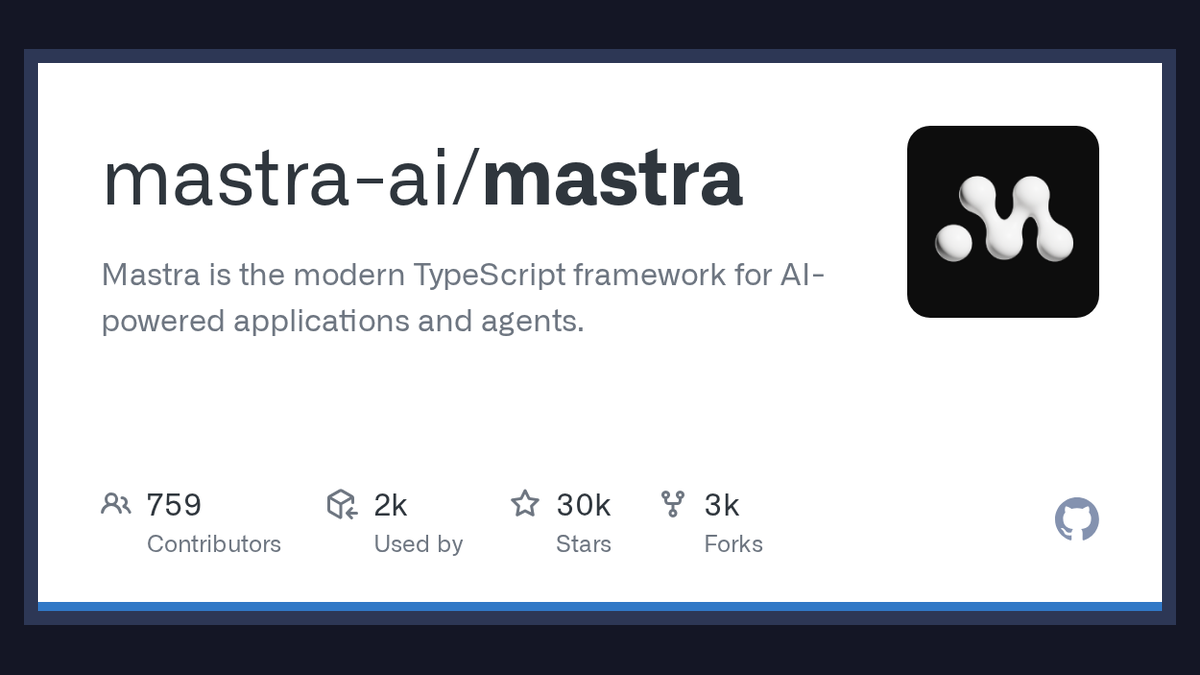 mastra-ai/mastra
Mastra is the modern TypeScript framework for AI-
powered applications and agents.
759
Contributors
2k
Used by
30k
Stars
3k
Forks